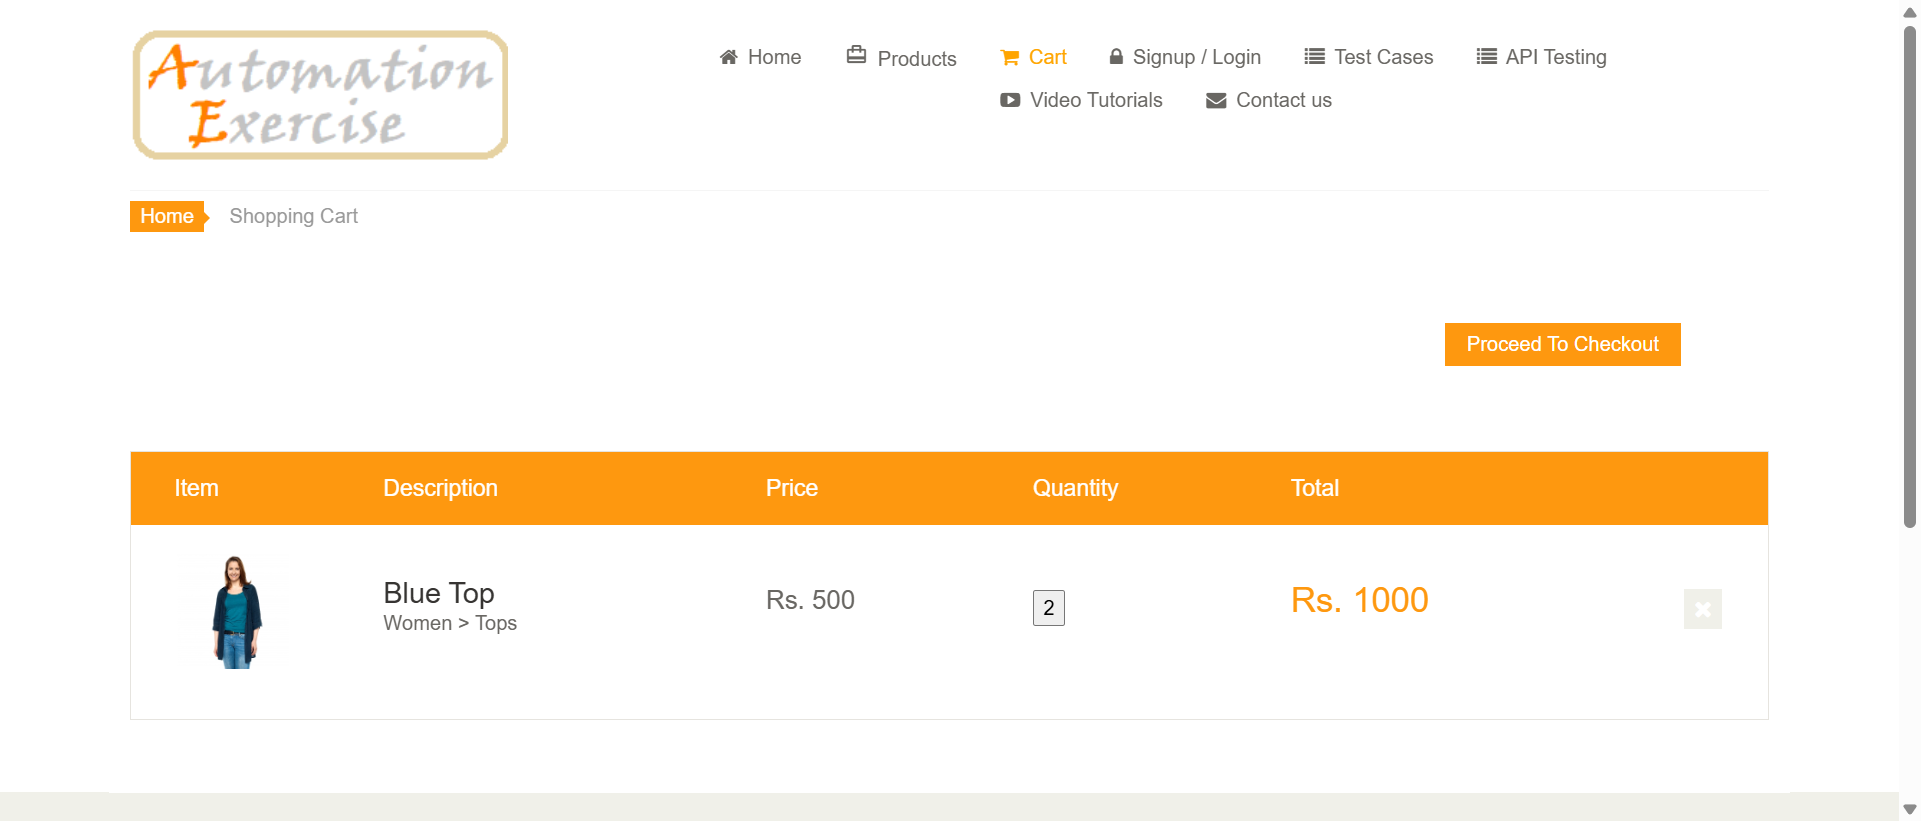 Automation
Exercise
Home Products Cart Signup / Login Test Cases API Testing
Video Tutorials Contact us
Home Shopping Cart
Proceed To Checkout
Item Description Price Quantity Total
Blue Top Rs. 500 2 Rs. 1000
Women > Tops